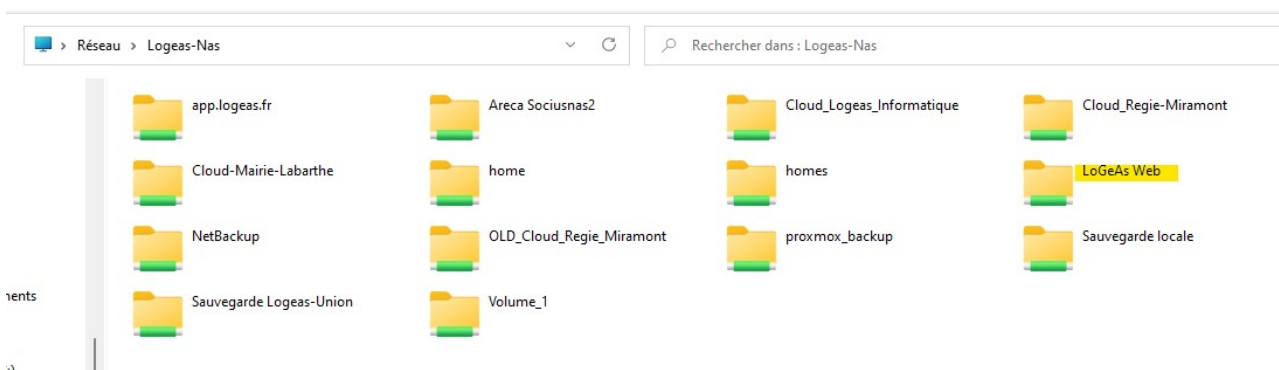 Réseau > Logeas-Nas
Rechercher dans : Logeas-Nas
app.logeas.fr
Areca Sociusnas2
Cloud_Logeas_Informatique
Cloud_Regie-Miramont
Cloud-Mairie-Labarthe
home
homes
LoGeAs Web
NetBackup
OLD_Cloud_Regie_Miramont
proxmox_backup
Sauvegarde locale
Sauvegarde Logeas-Union
Volume_1